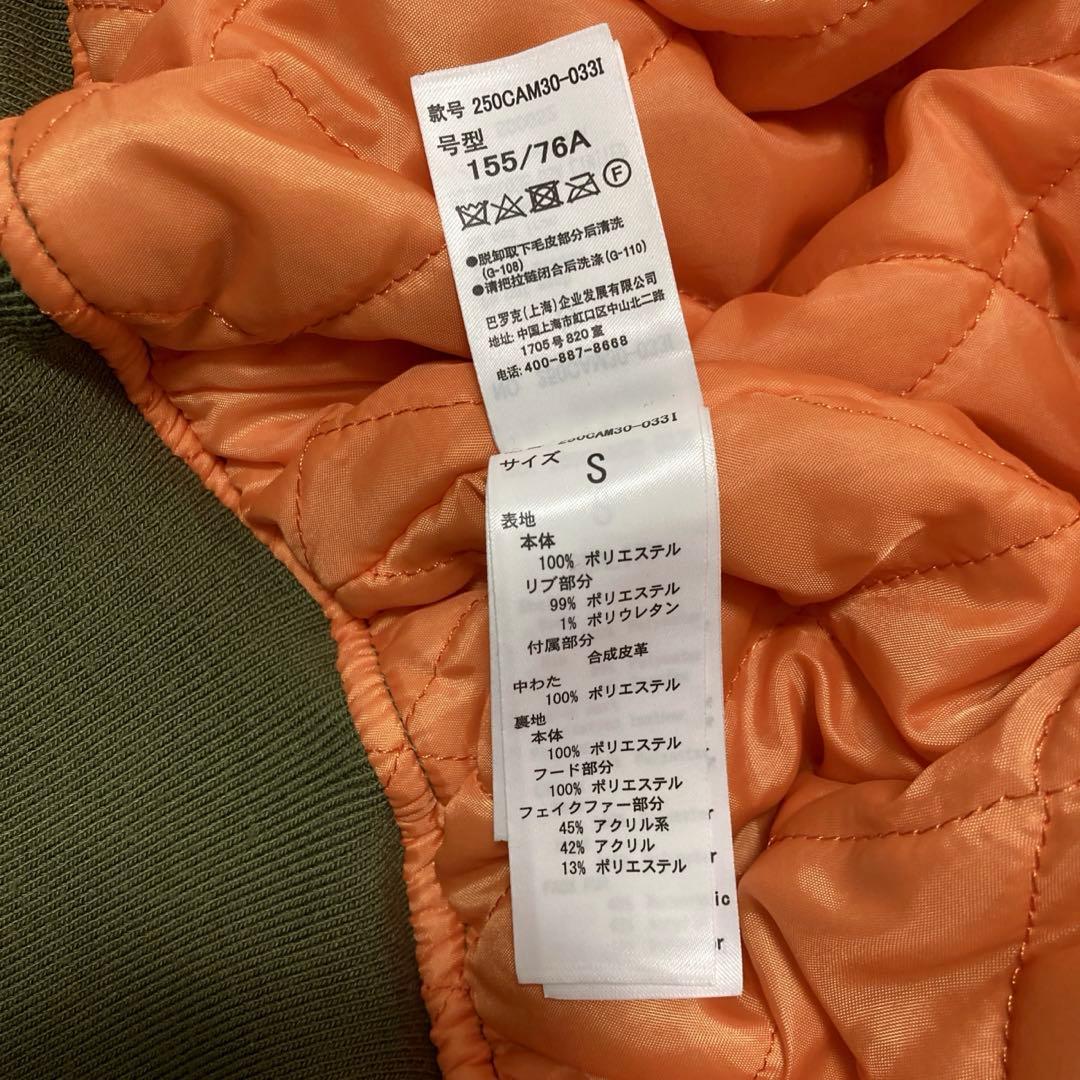 款号 250CAM30-033I
号型
155/76A
F
●脱卸取下毛皮部分后清洗
(G-108)
●请把拉链闭合后洗涤(G-110)
巴罗克(上海)企业发展有限公司
地址:中国上海市虹口区中山北二路
1705号820室
电话:400-887-8668
250CAM30-033I
サイズ S
表地
本体
100% ポリエステル
リブ部分
99% ポリエステル
1% ポリウレタン
付属部分
合成皮革
中わた
100% ポリエステル
裏地
本体
100% ポリエステル
フード部分
100% ポリエステル
フェイクファー部分
45% アクリル系
42% アクリル
13% ポリエステル
r
r
ic
or